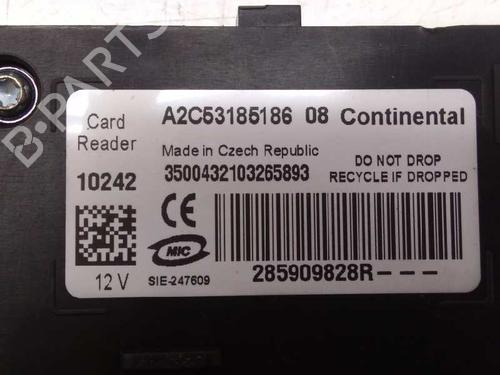 B-PARTS
Card Reader
A2C53185186 08 Continental
Made in Czech Republic
10242
3500432103265893
DO NOT DROP
RECYCLE IF DROPPED
CE
MIC
12 V
SIE-247609
285909828R---